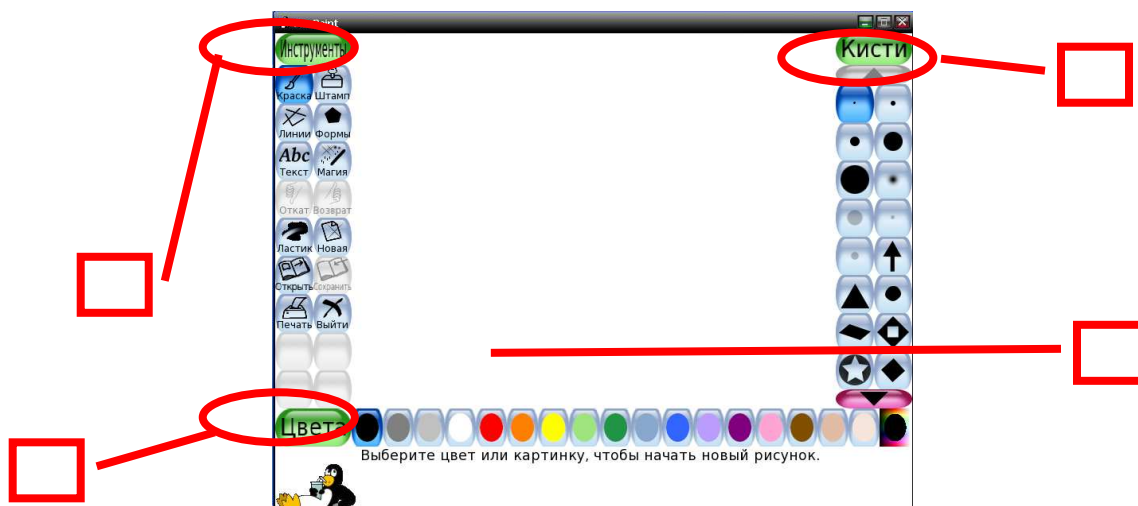 Paint
Инструменты
Кисти
Краска Штамп
Линии Формы
Abc
Текст Магия
Откат Возврат
Ластик Новая
Открыть Сохранить
Печать Выйти
Цвета
Выберите цвет или картинку, чтобы начать новый рисунок.